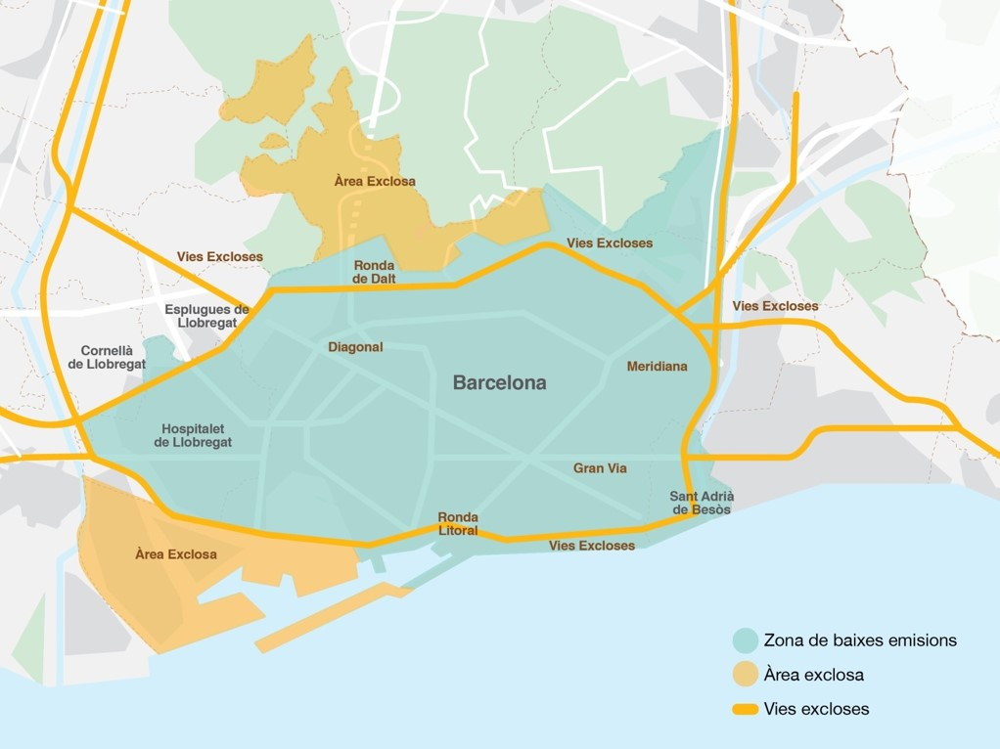 Àrea Exclosa
Vies Excloses
Vies Excloses
Ronda
de Dalt
Esplugues de
Llobregat
Vies Excloses
Cornellà
de Llobregat
Diagonal
Meridiana
Barcelona
Hospitalet
de Llobregat
Gran Via
Sant Adrià
de Besòs
Ronda
Litoral
Vies Excloses
Àrea Exclosa
Zona de baixes emisions
Àrea exclosa
Vies excloses